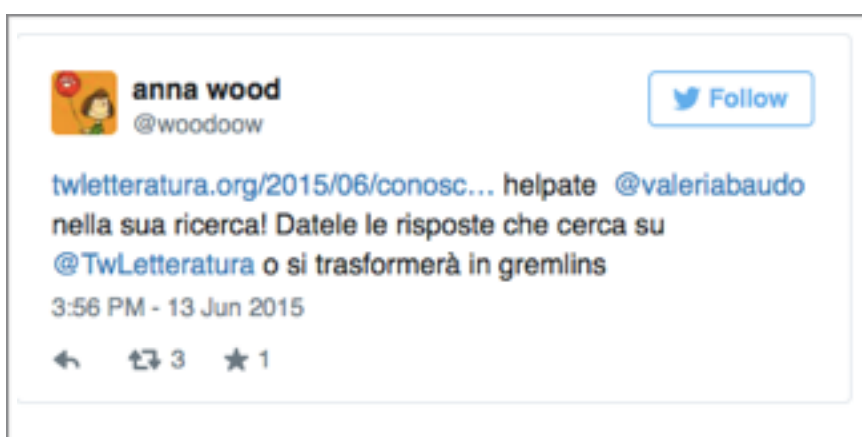 anna wood
@woodoow
Follow
twletteratura.org/2015/06/conosc... helpate @valeriabaudo
nella sua ricerca! Datele le risposte che cerca su
@TwLetteratura o si trasformerà in gremlins
3:56 PM - 13 Jun 2015
3 1